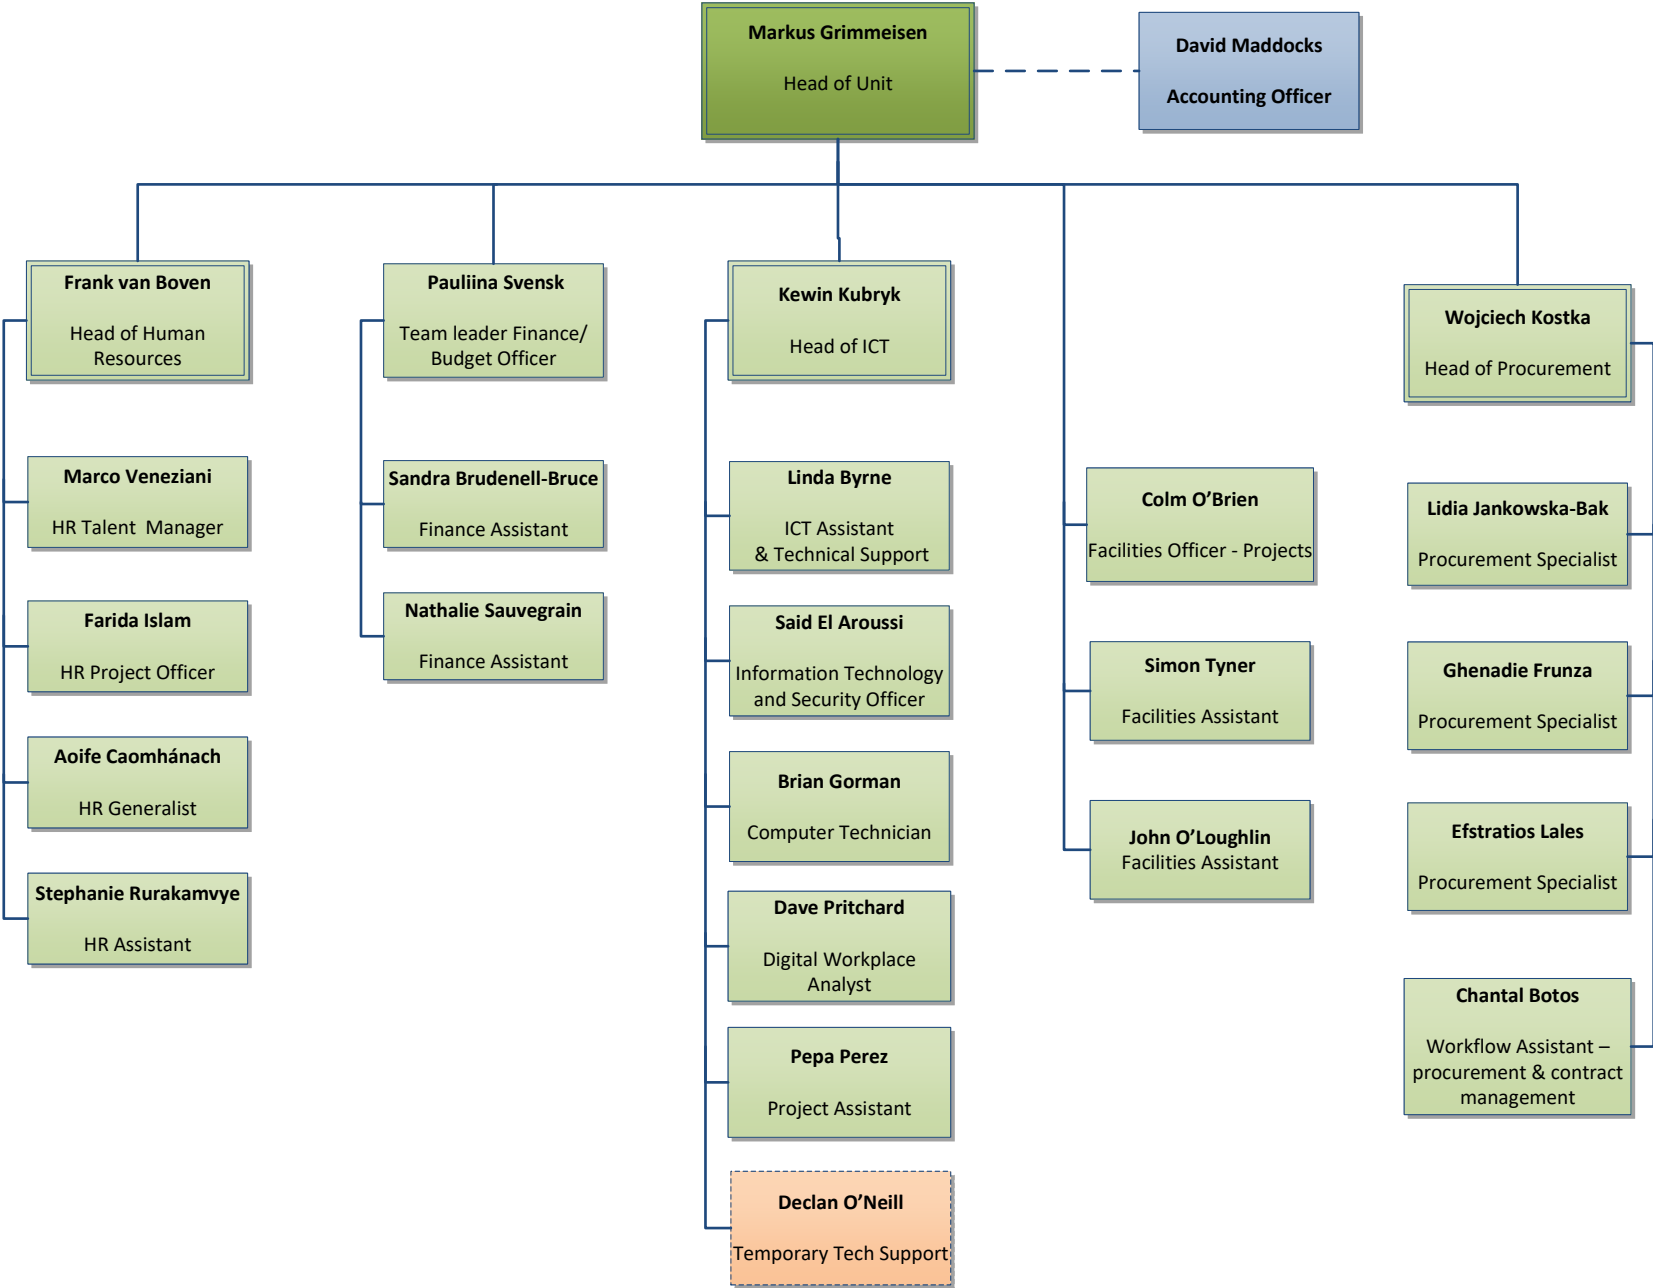 Markus Grimmeisen
Head of Unit
David Maddocks
Accounting Officer
Frank van Boven
Head of Human
Resources
Marco Veneziani
HR Talent  Manager
Farida Islam
HR Project Officer
Aoife Caomhánach
HR Generalist
Stephanie Rurakamvye
HR Assistant
Pauliina Svensk
Team leader Finance/
Budget Officer
Sandra Brudenell-Bruce
Finance Assistant
Nathalie Sauvegrain
Finance Assistant
Kewin Kubryk
Head of ICT
Linda Byrne
ICT Assistant
& Technical Support
Said El Aroussi
Information Technology
and Security Officer
Brian Gorman
Computer Technician
Dave Pritchard
Digital Workplace
Analyst
Pepa Perez
Project Assistant
Declan O’Neill
Temporary Tech Support
Colm O’Brien
Facilities Officer - Projects
Simon Tyner
Facilities Assistant
John O’Loughlin
Facilities Assistant
Wojciech Kostka
Head of Procurement
Lidia Jankowska-Bak
Procurement Specialist
Ghenadie Frunza
Procurement Specialist
Efstratios Lales
Procurement Specialist
Chantal Botos
Workflow Assistant –
procurement & contract
management